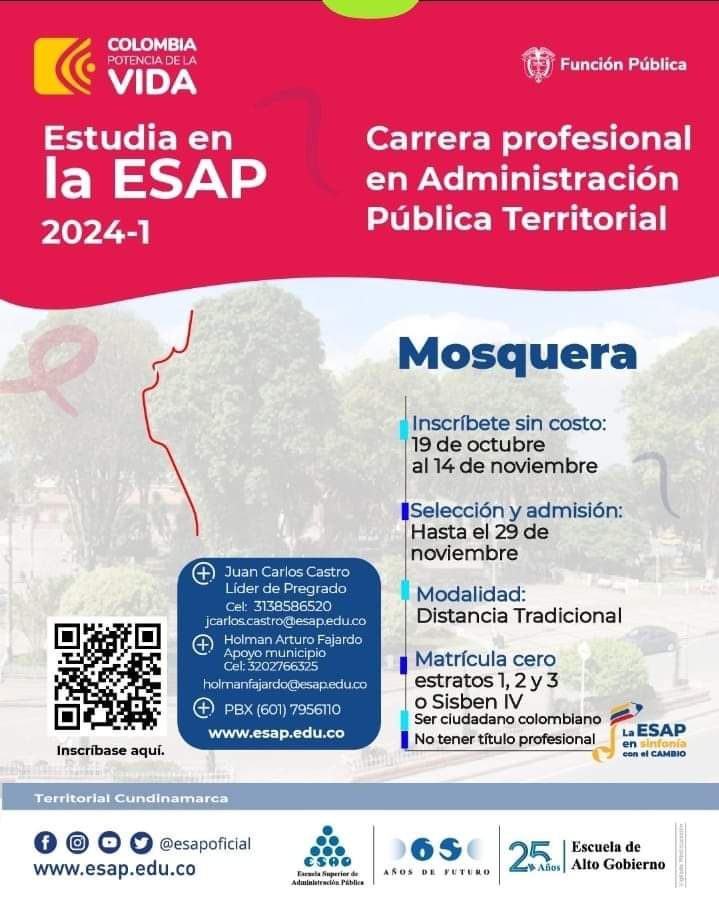 COLOMBIA
POTENCIA DE LA
VIDA
Función Pública
Estudia en
la ESAP
2024-1
Carrera profesional
en Administración
Pública Territorial
Mosquera
Inscríbete sin costo:
19 de octubre
al 14 de noviembre
Selección y admisión:
Hasta el 29 de
noviembre
Modalidad:
Distancia Tradicional
Matrícula cero
estratos 1, 2 y 3
o Sisben IV
Ser ciudadano colombiano
No tener título profesional
La ESAP
en sinfonía
con el CAMBIO
Juan Carlos Castro
Líder de Pregrado
Cel: 3138586520
jcarlos.castro@esap.edu.co
Holman Arturo Fajardo
Apoyo municipio
Cel: 3202766325
holmanfajardo@esap.edu.co
PBX (601) 7956110
www.esap.edu.co
Inscríbase aquí.
Territorial Cundinamarca
@esapoficial
www.esap.edu.co
ESAP
Escuela Superior de
Administración Pública
65
AÑOS DE FUTURO
25 Años
Escuela de
Alto Gobierno